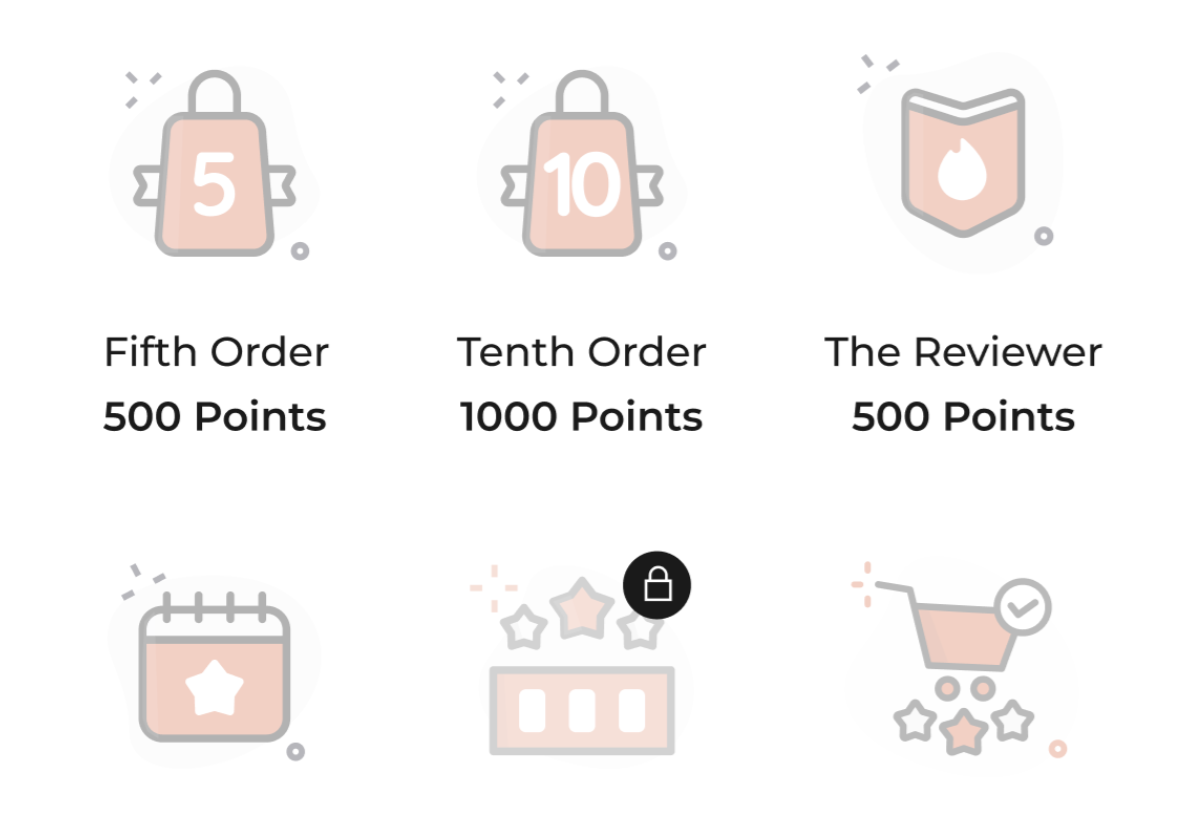 5
10
Fifth Order
Tenth Order
The Reviewer
500 Points
1000 Points
500 Points